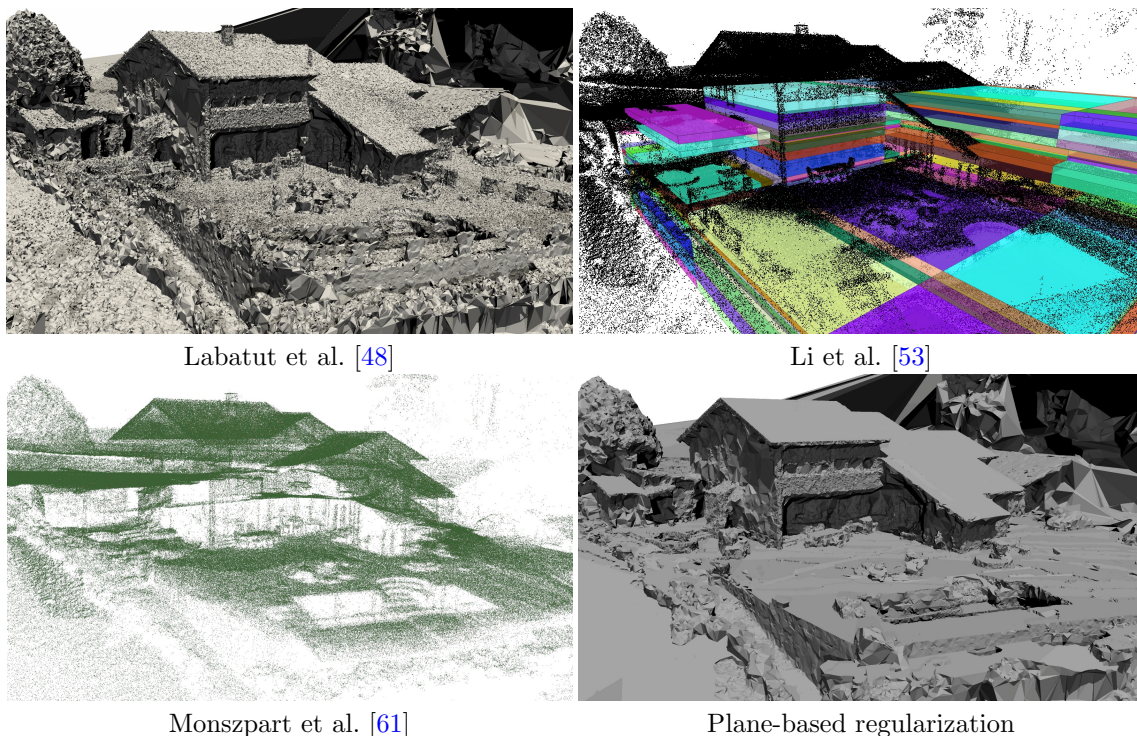 Labatut et al. [48]
Li et al. [53]
Monszpart et al. [61]
Plane-based regularization